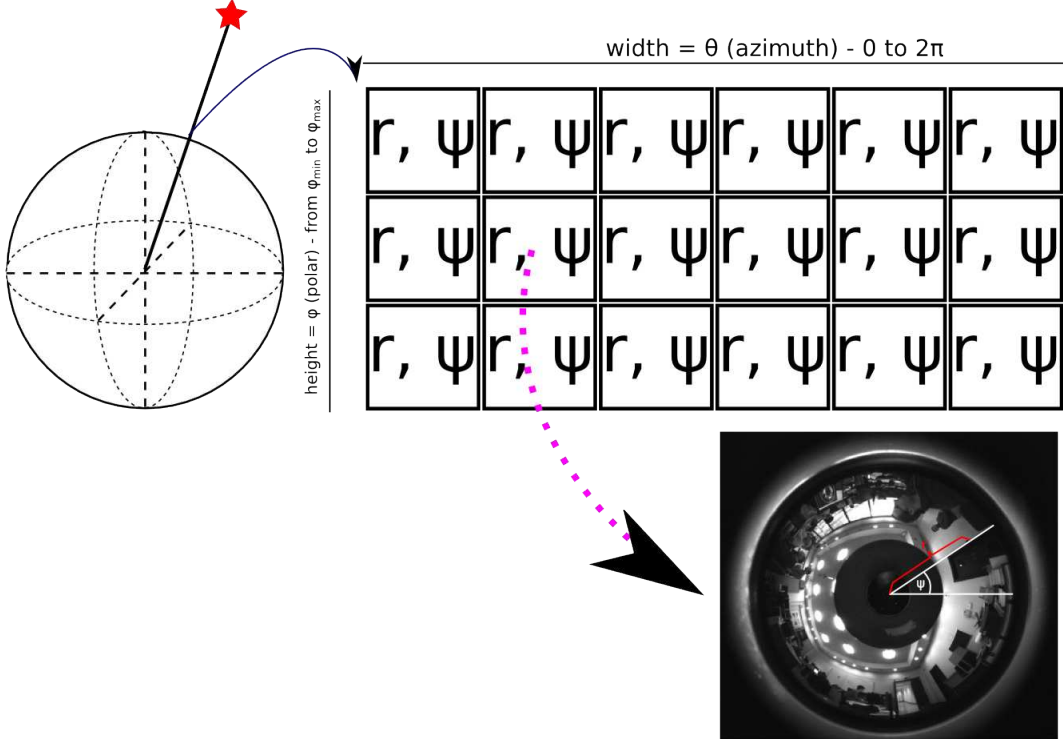 width = θ (azimuth) - 0 to 2π
height = φ (polar) - from φmin to φmax
r, ψ r, ψ r, ψ r, ψ r, ψ r, ψ
r, ψ r, ψ r, ψ r, ψ r, ψ r, ψ
r, ψ r, ψ r, ψ r, ψ r, ψ r, ψ
r
ψ